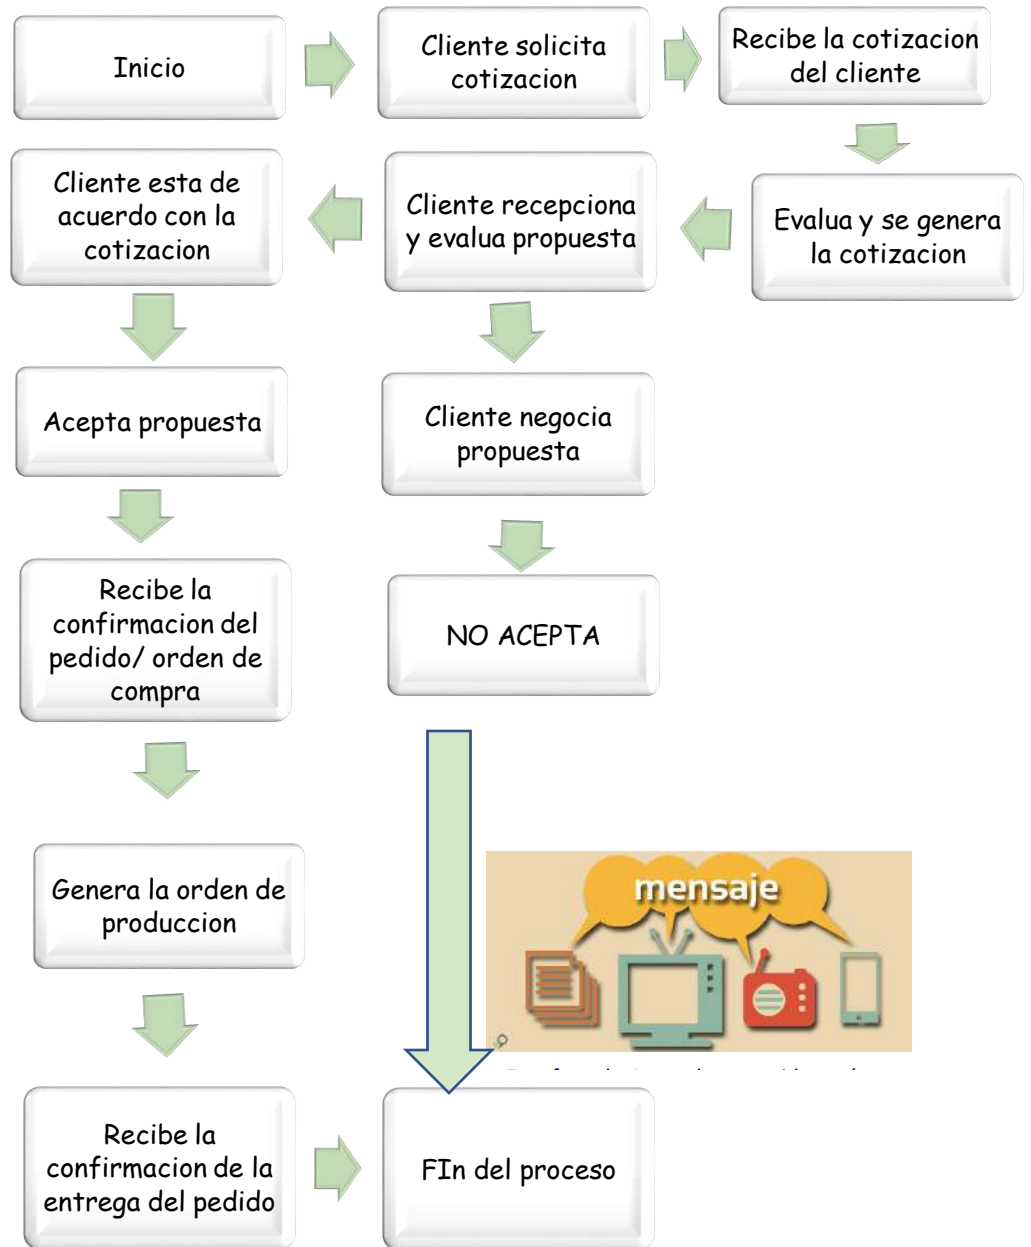 Inicio
Cliente solicita
cotizacion
Recibe la cotizacion
del cliente
Cliente esta de
acuerdo con la
cotizacion
Cliente recepciona
y evalua propuesta
Evalua y se genera
la cotizacion
Acepta propuesta
Cliente negocia
propuesta
Recibe la
confirmacion del
pedido/ orden de
compra
NO ACEPTA
Genera la orden de
produccion
mensaje
Recibe la
confirmacion de la
entrega del pedido
FIn del proceso